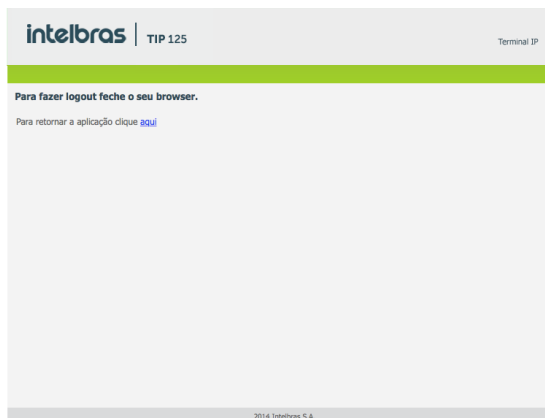 intelbras TIP 125
Terminal IP
Para fazer logout feche o seu browser.
Para retornar a aplicação clique aqui
2014 Intelbras S.A.